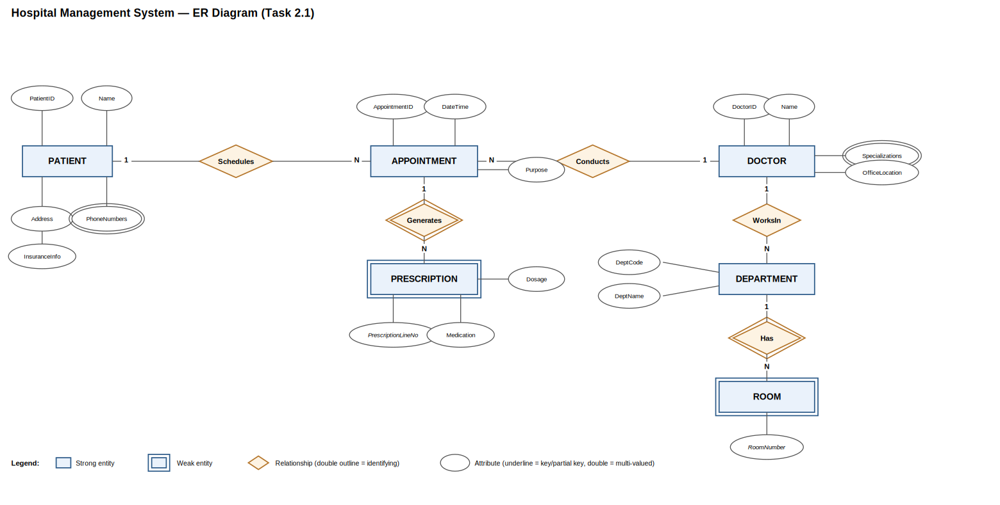 Hospital Management System — ER Diagram (Task 2.1)
PatientID
Name
AppointmentID
DateTime
DoctorID
Name
PATIENT
1
Schedules
N
APPOINTMENT
N
Purpose
Conducts
1
DOCTOR
Specializations
OfficeLocation
1
1
Address
PhoneNumbers
Generates
WorksIn
N
N
InsuranceInfo
DeptCode
PRESCRIPTION
Dosage
DEPARTMENT
DeptName
1
PrescriptionLineNo
Medication
Has
N
ROOM
RoomNumber
Legend:
Strong entity
Weak entity
Relationship (double outline = identifying)
Attribute (underline = key/partial key, double = multi-valued)